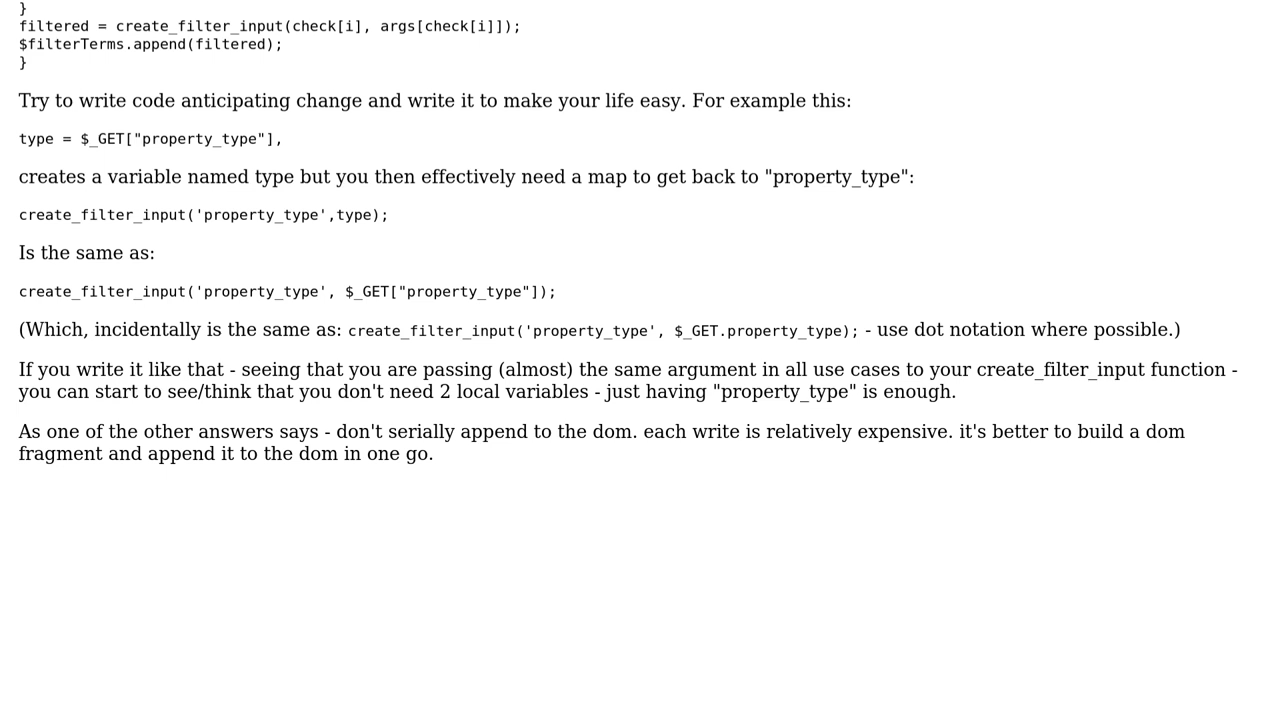 }
filtered = create_filter_input(check[i], args[check[i]]);
$filterTerms.append(filtered);
}
Try to write code anticipating change and write it to make your life easy. For example this:
type = $_GET["property_type"],
creates a variable named type but you then effectively need a map to get back to "property_type":
create_filter_input('property_type',type);
Is the same as:
create_filter_input('property_type', $_GET["property_type"]);
(Which, incidentally is the same as: create_filter_input('property_type', $_GET.property_type); - use dot notation where possible.)
If you write it like that - seeing that you are passing (almost) the same argument in all use cases to your create_filter_input function -
you can start to see/think that you don't need 2 local variables - just having "property_type" is enough.
As one of the other answers says - don't serially append to the dom. each write is relatively expensive. it's better to build a dom
fragment and append it to the dom in one go.